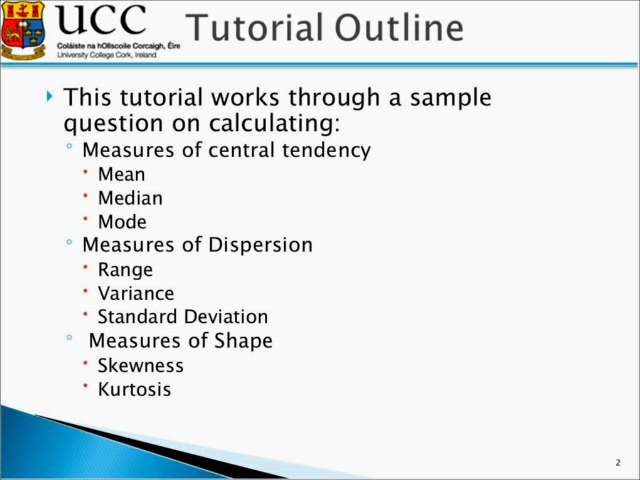 UCC
Tutorial Outline
Coláiste na hOllscoile Corcaigh, Éire
University College Cork, Ireland
This tutorial works through a sample
question on calculating:
Measures of central tendency
Mean
Median
Mode
Measures of Dispersion
Range
Variance
Standard Deviation
Measures of Shape
Skewness
Kurtosis
2